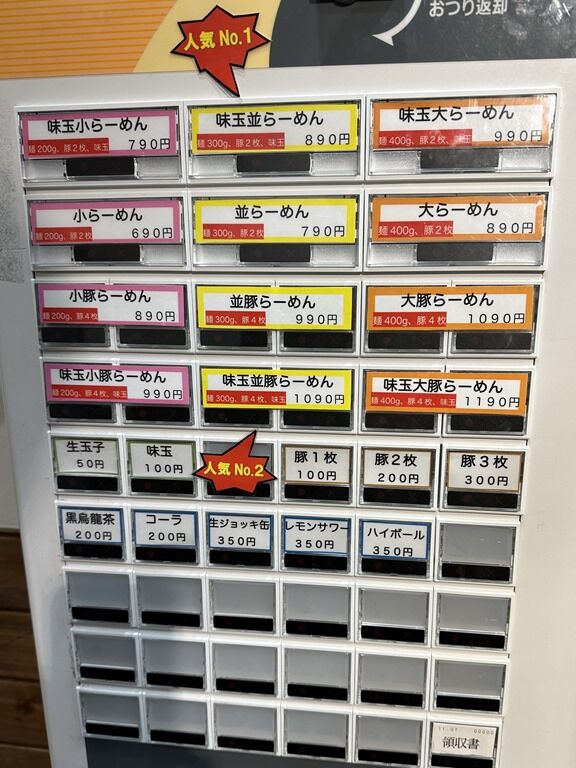 おつり返却
人気 No.1
味玉小らーめん
麺200g、豚2枚、味玉 790円
味玉並らーめん
麺300g、豚2枚、味玉 890円
味玉大らーめん
麺400g、豚2枚、味玉 990円
小らーめん
麺200g、豚2枚 690円
並らーめん
麺300g、豚2枚 790円
大らーめん
麺400g、豚2枚 890円
小豚らーめん
麺200g、豚4枚 890円
並豚らーめん
麺300g、豚4枚 990円
大豚らーめん
麺400g、豚4枚 1090円
味玉小豚らーめん
麺200g、豚4枚、味玉 990円
味玉並豚らーめん
麺300g、豚4枚、味玉 1090円
味玉大豚らーめん
麺400g、豚4枚、味玉 1190円
生玉子
50円
味玉
100円
人気 No.2
豚1枚
100円
豚2枚
200円
豚3枚
300円
黒烏龍茶
200円
コーラ
200円
生ジョッキ缶
350円
レモンサワー
350円
ハイボール
350円
11.07 00000
領収書